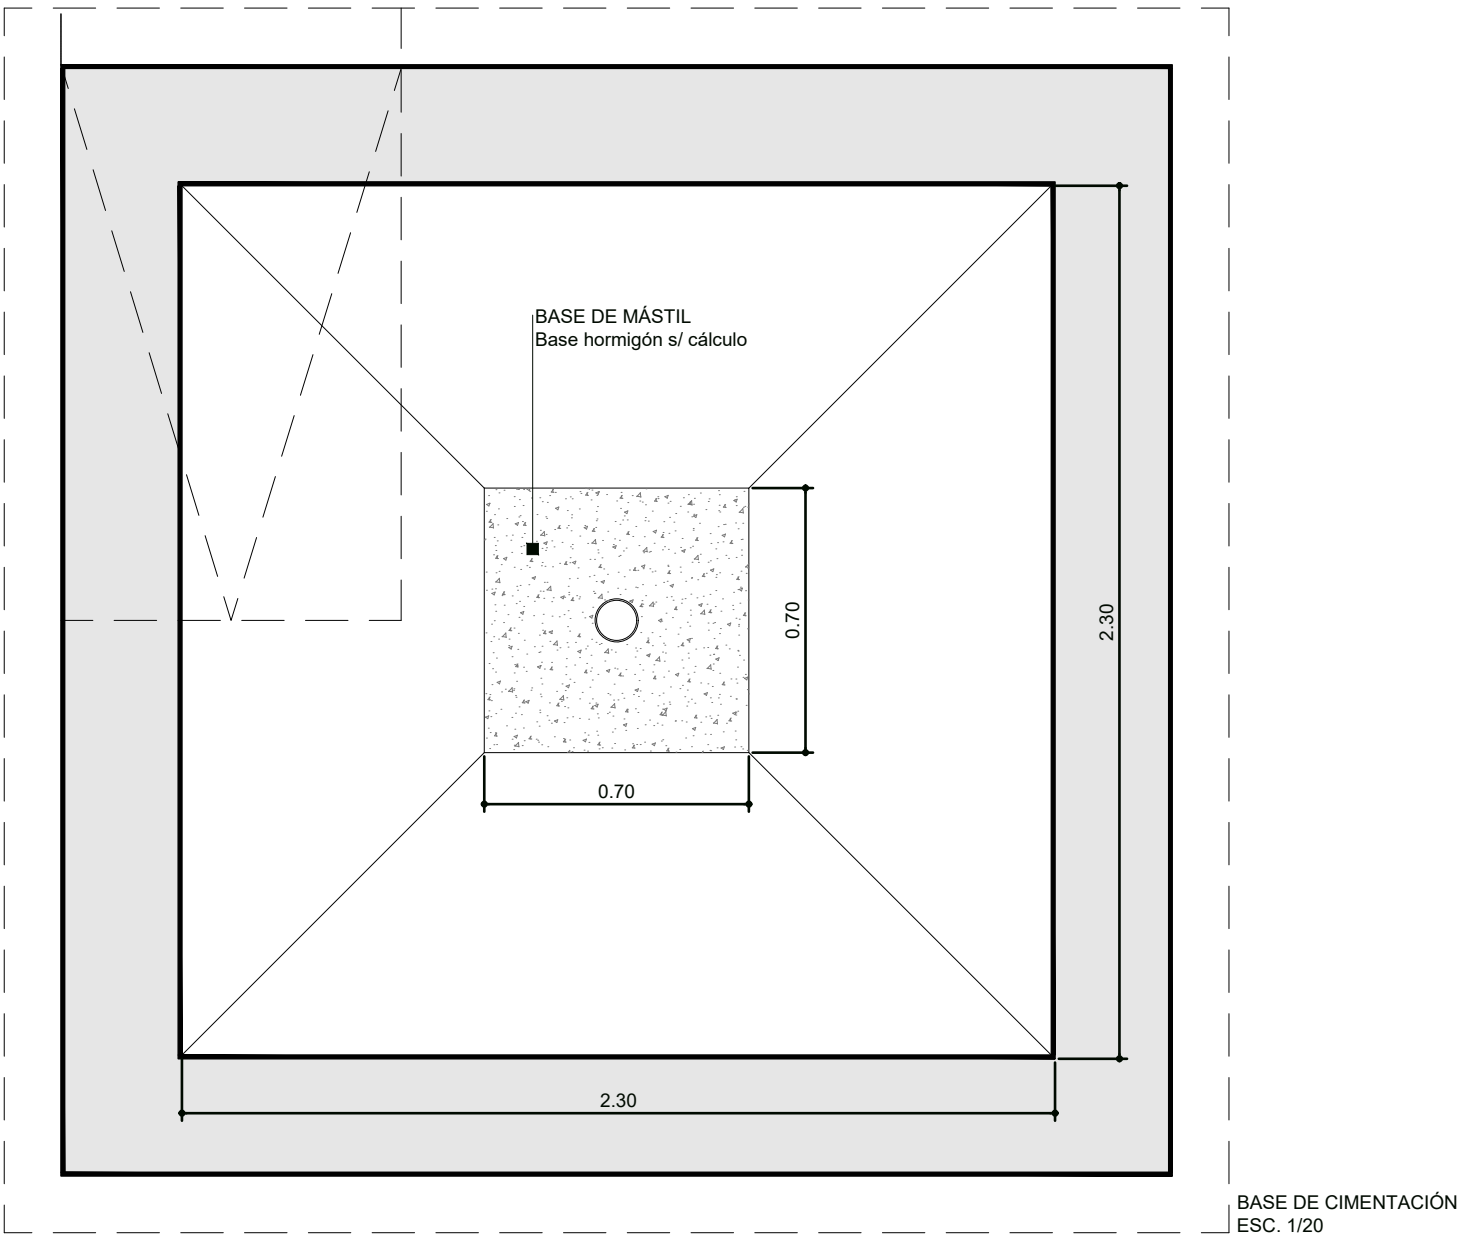 BASE DE MÁSTIL
Base hormigón s/ cálculo
0.70
2.30
0.70
2.30
BASE DE CIMENTACIÓN
ESC. 1/20